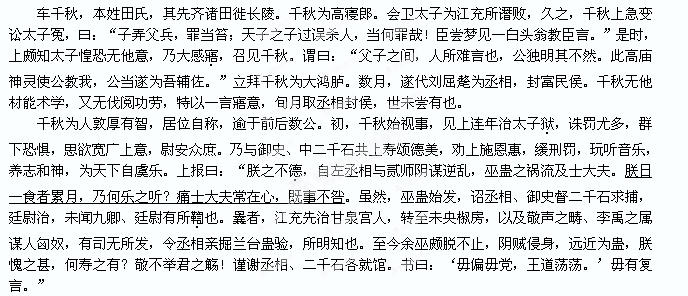 车千秋，本姓田氏，其先齐诸田徙长陵。千秋为高寝郎。会卫太子为江充所谮败，久之，千秋上急变
讼太子冤，曰：“子弄父兵，罪当笞；天子之子过误杀人，当何罪哉！臣尝梦见一白头翁教臣言。”是时，
上颇知太子惶恐无他意，乃大感寤，召见千秋。谓曰：“父子之间，人所难言也，公独明其不然。此高庙
神灵使公教我，公当遂为吾辅佐。”立拜千秋为大鸿胪。数月，遂代刘屈氂为丞相，封富民侯。千秋无他
材能术学，又无伐阅功劳，特以一言寤意，旬月取丞相封侯，世未尝有也。
千秋为人敦厚有智，居位自称，逾于前后数公。初，千秋始视事，见上连年治太子狱，诛罚尤多，群
下恐惧，思欲宽广上意，尉安众庶。乃与御史、中二千石共上寿颂德美，劝上施恩惠，缓刑罚，玩听音乐，
养志和神，为天下自虞乐。上报曰：“朕之不德，自左丞相与贰师阴谋逆乱，巫蛊之祸流及士大夫。朕日
一食者累月，乃何乐之听？痛士大夫常在心，既事不咎。虽然，巫蛊始发，诏丞相、御史督二千石求捕，
廷尉治，未闻九卿、廷尉有所鞫也。曩者，江充先治甘泉宫人，转至未央椒房，以及敬声之畴、李禹之属
谋入匈奴，有司无所发，令丞相亲掘兰台蛊验，所明知也。至今余巫颇脱不止，阴贼侵身，远近为蛊，朕
愧之甚，何寿之有？敬不举君之觞！谨谢丞相、二千石各就馆。书曰：‘毋偏毋党，王道荡荡。’毋有复
言。”